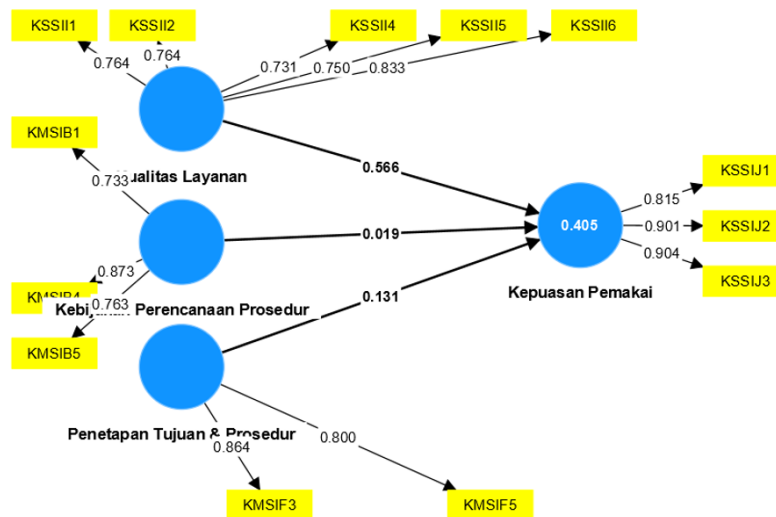 KSSII1
KSSII2
KSSII4
KSSII5
KSSII6
0.764
0.764
0.731
0.750
0.833
KMSIB1
0.733
Layanan
0.566
KSSIJ1
0.815
0.405
0.901
KSSIJ2
0.019
0.904
KSSIJ3
0.873
0.763
Perencanaan Prosedur
Kepuasan Pemakai
0.131
KMSIB5
Penetapan Tujuan & Prosedur
0.864
0.800
KMSIF3
KMSIF5